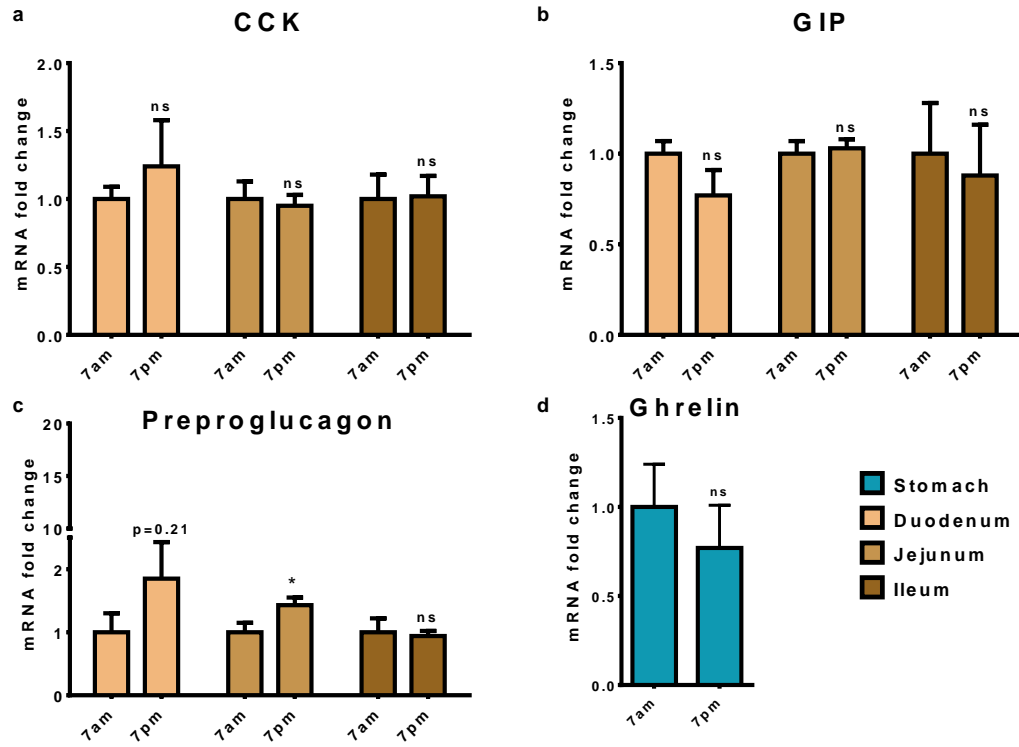 a
CCK
mRNA fold change
2.0
1.5
1.0
0.5
0.0
ns
ns
ns
7am
7pm
7am
7pm
7am
7pm
b
GIP
mRNA fold change
1.5
1.0
0.5
0.0
ns
ns
ns
7am
7pm
7am
7pm
7am
7pm
c
Preproglucagon
mRNA fold change
20
15
10
2
1
0
p=0.21
*
ns
7am
7pm
7am
7pm
7am
7pm
d
Ghrelin
mRNA fold change
1.5
1.0
0.5
0.0
ns
7am
7pm
Stomach
Duodenum
Jejunum
Ileum